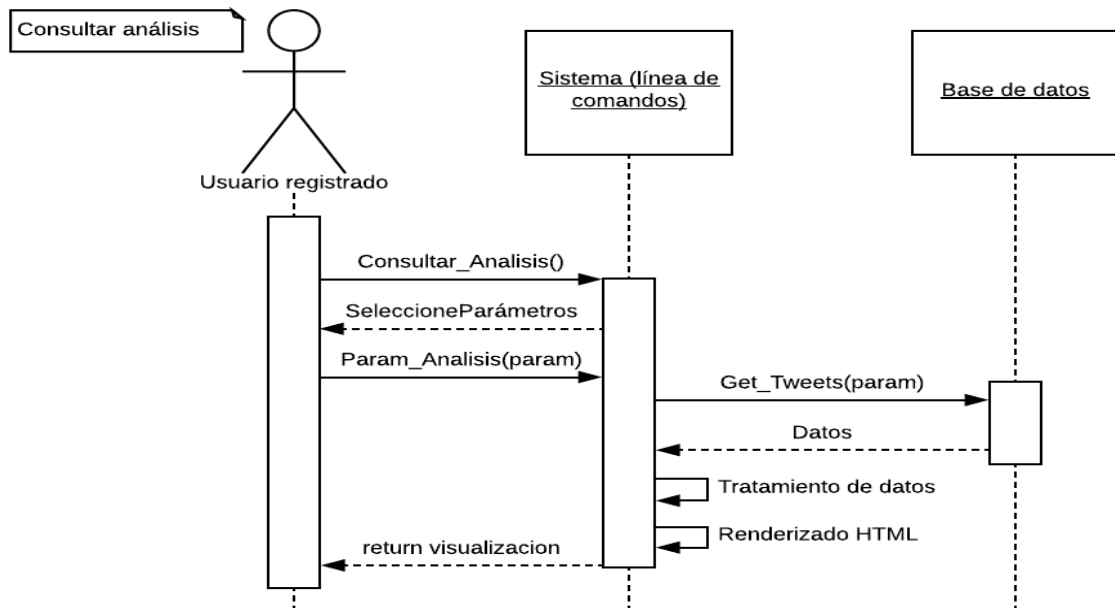 Consultar análisis
Sistema (línea de
comandos)
Base de datos
Usuario registrado
Consultar_Analisis()
SeleccioneParámetros
Param_Analisis(param)
Get_Tweets(param)
Datos
Tratamiento de datos
Renderizado HTML
return visualizacion